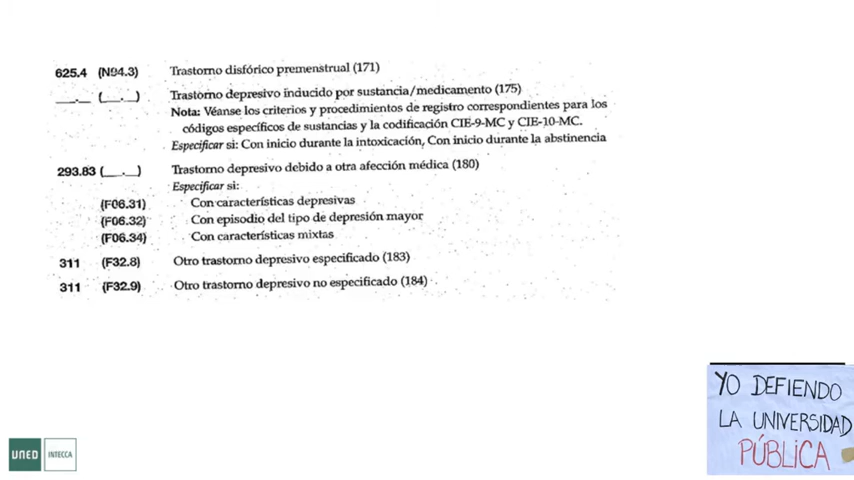 625.4 (N94.3) Trastorno disfórico premenstrual (171)
__.__ (__.__) Trastorno depresivo inducido por sustancia/medicamento (175)
Nota: Véanse los criterios y procedimientos de registro correspondientes para los
códigos específicos de sustancias y la codificación CIE-9-MC y CIE-10-MC.
Especificar si: Con inicio durante la intoxicación, Con inicio durante la abstinencia
293.83 (__.__) Trastorno depresivo debido a otra afección médica (180)
Especificar si:
(F06.31) Con características depresivas
(F06.32) Con episodio del tipo de depresión mayor
(F06.34) Con características mixtas
311 (F32.8) Otro trastorno depresivo especificado (183)
311 (F32.9) Otro trastorno depresivo no especificado (184)
YO DEFIENDO
LA UNIVERSIDAD
PÚBLICA
UNED INTECCA